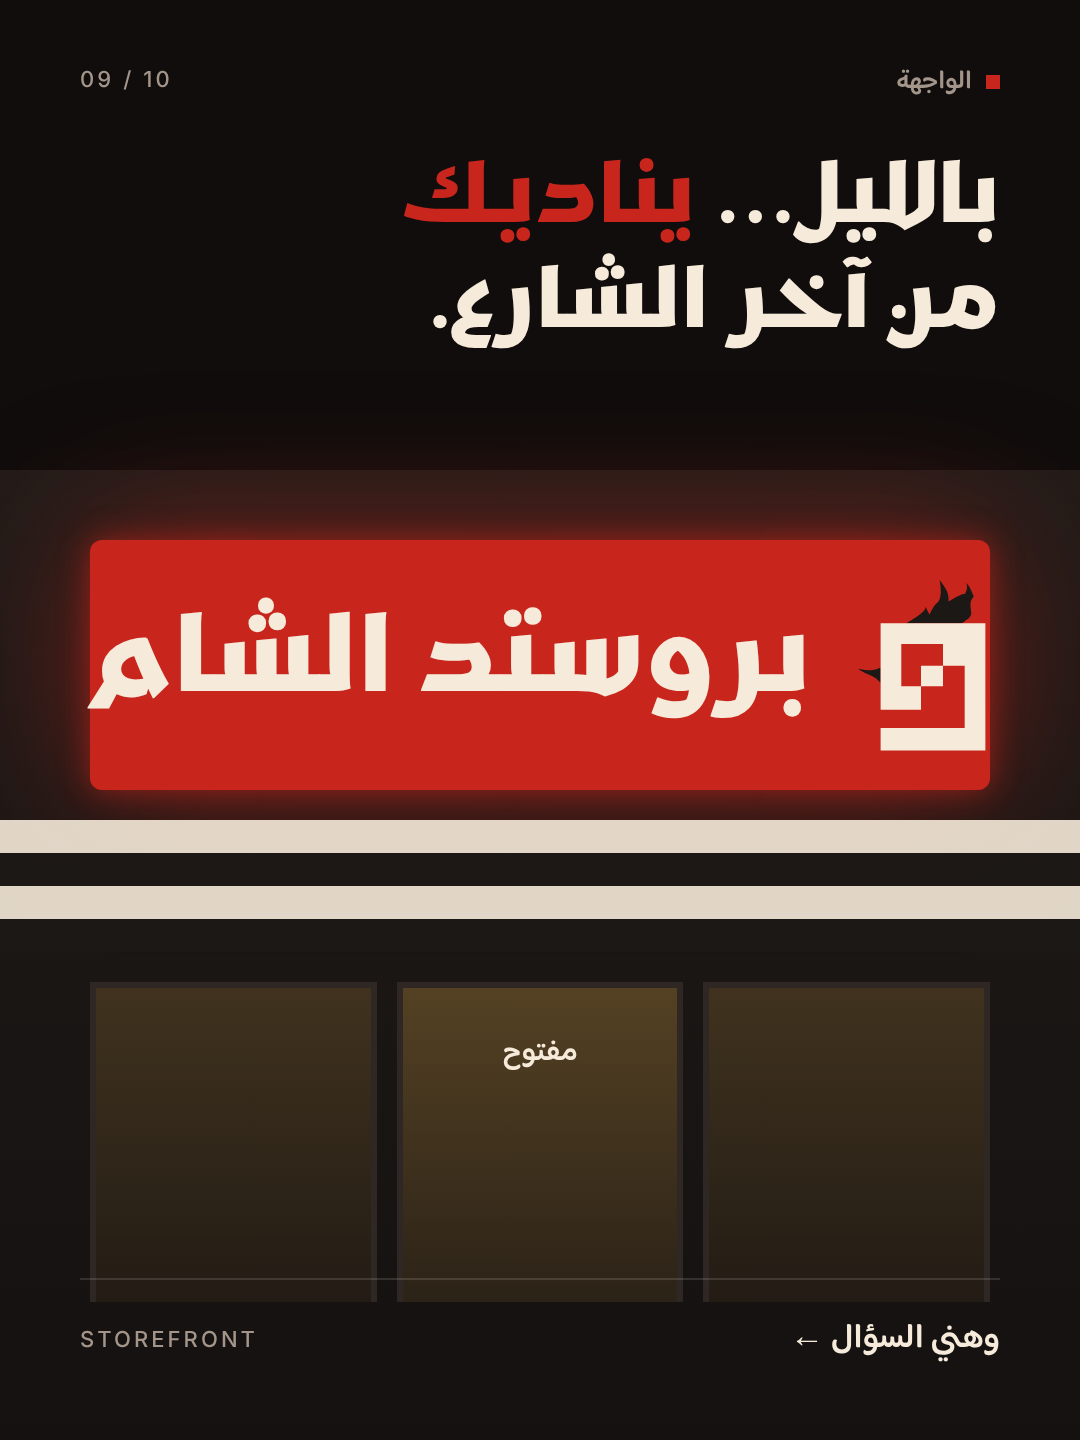 الواجهة
09 / 10
بالليل... يناديك
من آخر الشارع.
بروستد الشام
مفتوح
وهني السؤال ←
STOREFRONT